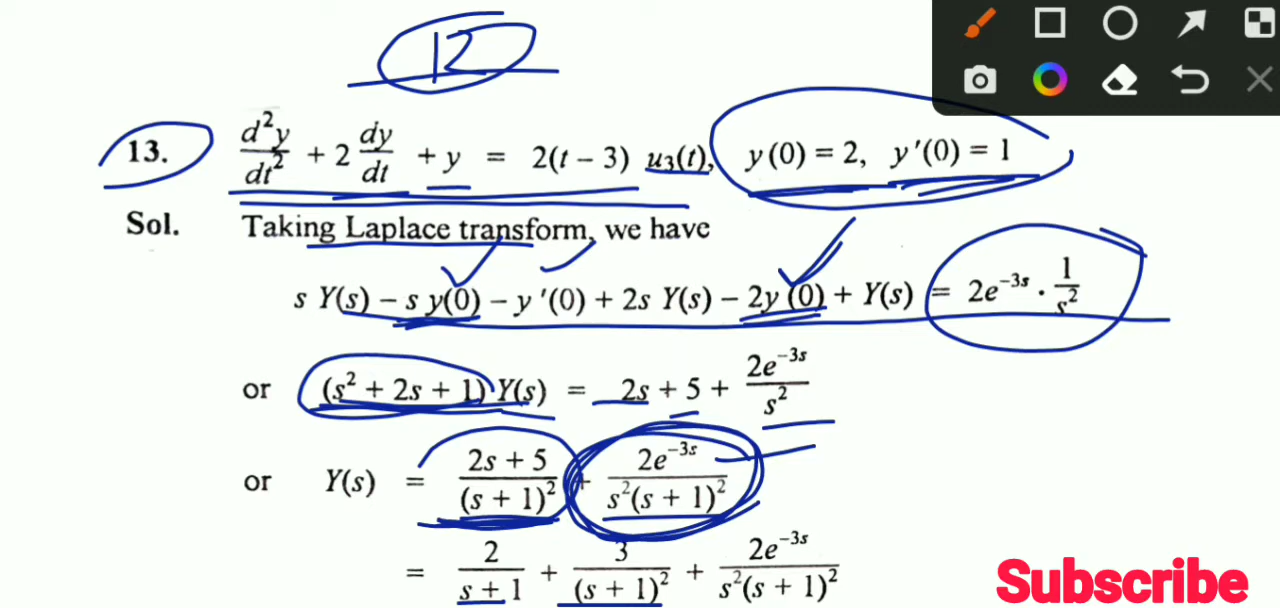 12
13. d²y/dt² + 2 dy/dt + y = 2(t – 3) u₃(t), y(0) = 2, y′(0) = 1
Sol. Taking Laplace transform, we have
s Y(s) – s y(0) – y ′(0) + 2s Y(s) – 2y (0) + Y(s) = 2e⁻³ˢ · 1/s²
or (s² + 2s + 1) Y(s) = 2s + 5 + 2e⁻³ˢ/s²
or Y(s) = (2s + 5)/(s + 1)² + 2e⁻³ˢ/(s²(s + 1)²)
= 2/(s + 1) + 3/(s + 1)² + 2e⁻³ˢ/(s²(s + 1)²)
Subscribe